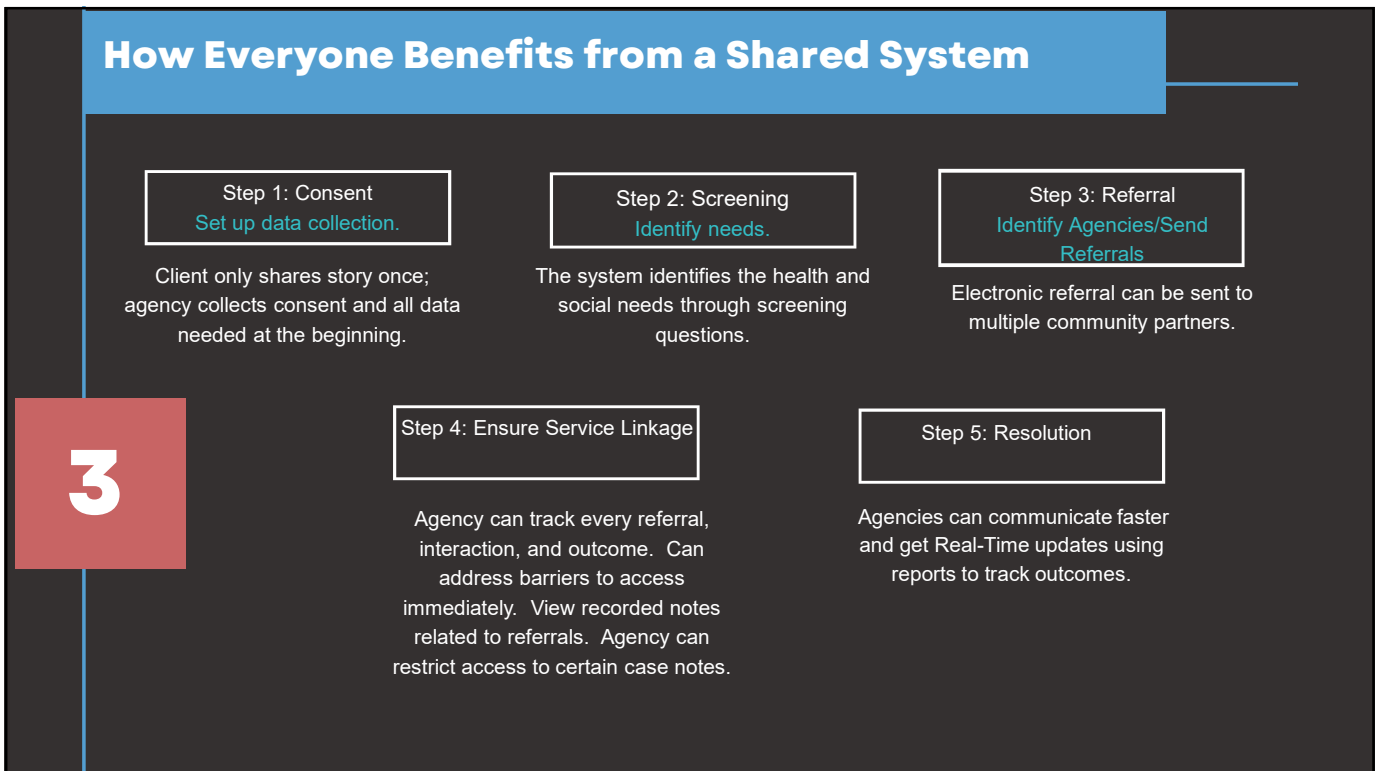 How Everyone Benefits from a Shared System
Step 1: Consent
Set up data collection.
Client only shares story once;
agency collects consent and all data
needed at the beginning.
Step 2: Screening
Identify needs.
The system identifies the health and
social needs through screening
questions.
Step 3: Referral
Identify Agencies/Send
Referrals
Electronic referral can be sent to
multiple community partners.
3
Step 4: Ensure Service Linkage
Agency can track every referral,
interaction, and outcome.  Can
address barriers to access
immediately.  View recorded notes
related to referrals.  Agency can
restrict access to certain case notes.
Step 5: Resolution
Agencies can communicate faster
and get Real-Time updates using
reports to track outcomes.